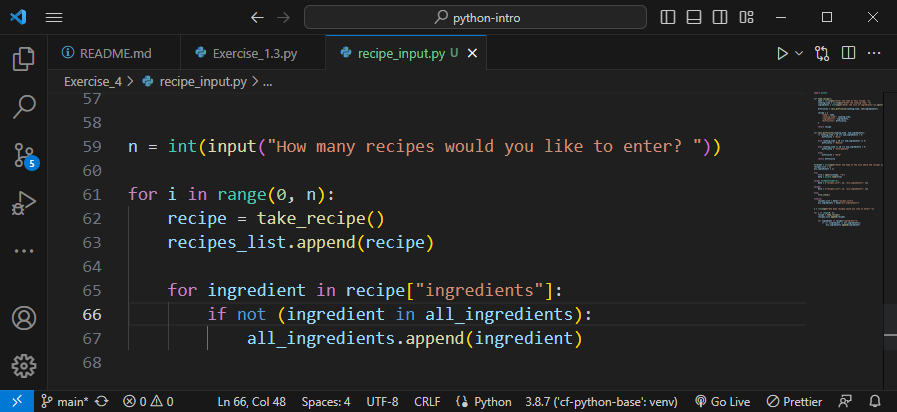 python-intro
README.md
Exercise_1.3.py
recipe_input.py U
Exercise_4 > recipe_input.py > ...
57
58
59 n = int(input("How many recipes would you like to enter? "))
60
61 for i in range(0, n):
62     recipe = take_recipe()
63     recipes_list.append(recipe)
64
65     for ingredient in recipe["ingredients"]:
66         if not (ingredient in all_ingredients):
67             all_ingredients.append(ingredient)
68
5
main* 0 0 Ln 66, Col 48 Spaces: 4 UTF-8 CRLF Python 3.8.7 ('cf-python-base': venv) Go Live Prettier